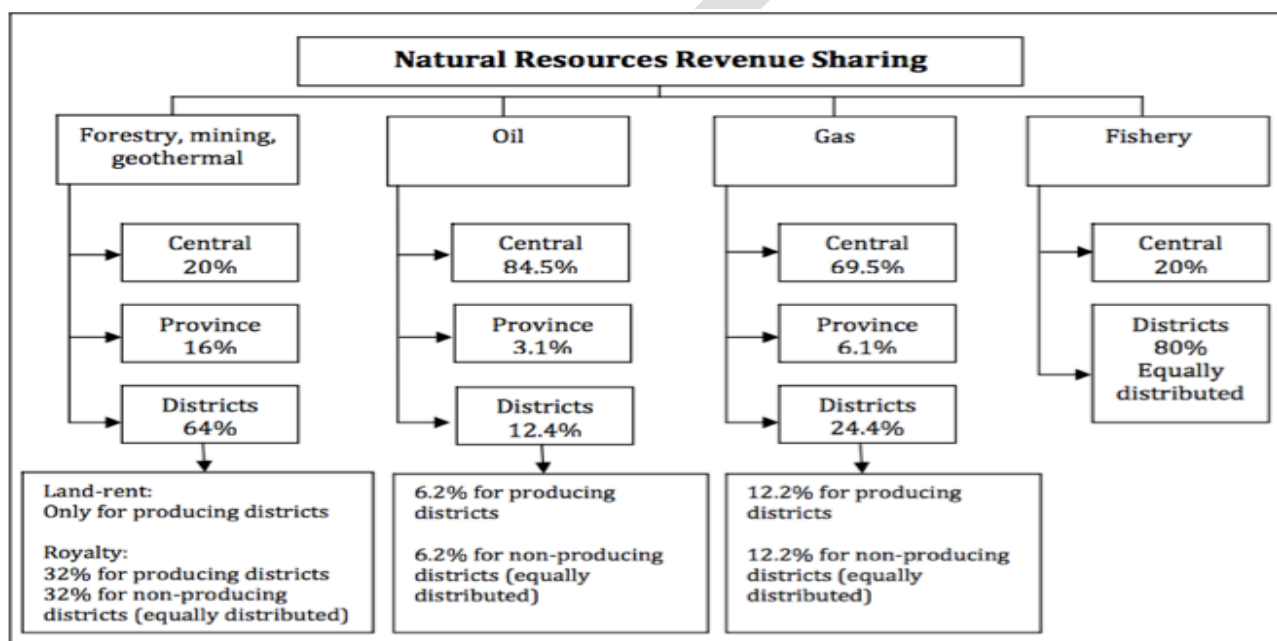 Natural Resources Revenue Sharing
Forestry, mining,
geothermal
Central
20%
Province
16%
Districts
64%
Land-rent:
Only for producing districts
Royalty:
32% for producing districts
32% for non-producing
districts (equally distributed)
Oil
Central
84.5%
Province
3.1%
Districts
12.4%
6.2% for producing
districts
6.2% for non-producing
districts (equally
distributed)
Gas
Central
69.5%
Province
6.1%
Districts
24.4%
12.2% for producing
districts
12.2% for non-producing
districts (equally
distributed)
Fishery
Central
20%
Districts
80%
Equally
distributed